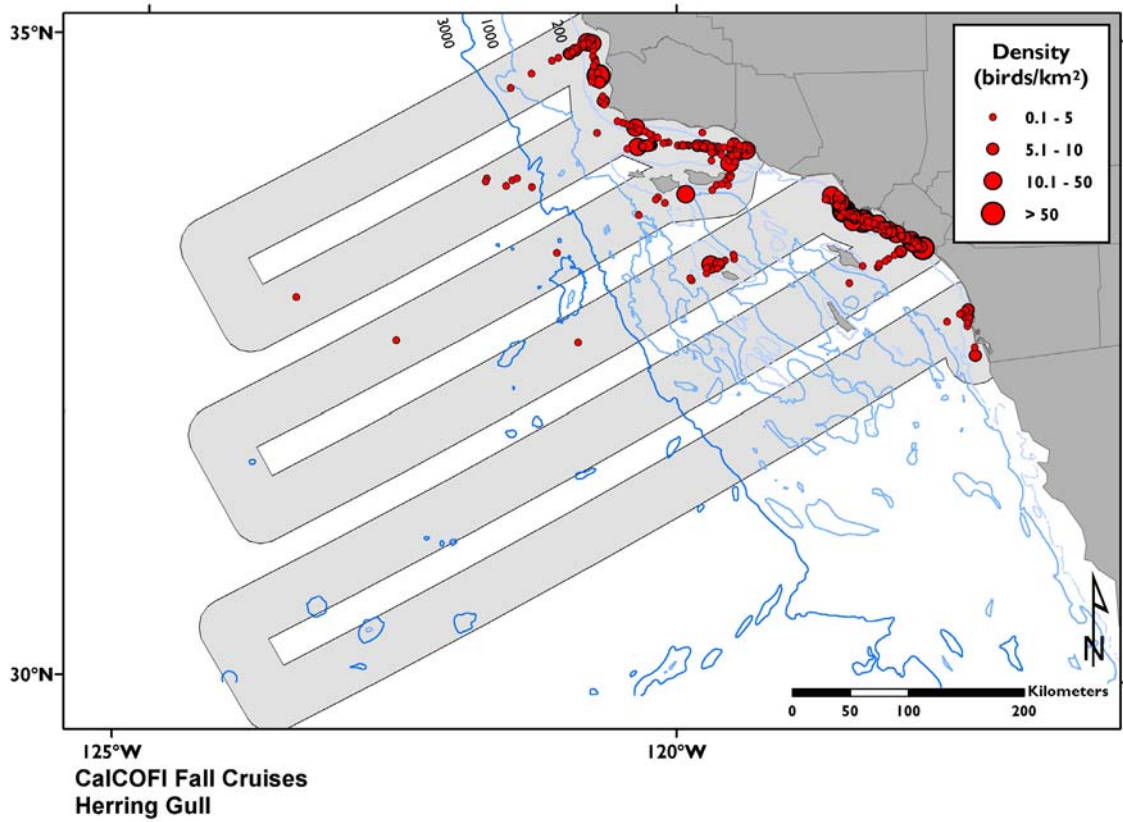 35°N
3000
1000
200
Density
(birds/km²)
0.1 - 5
5.1 - 10
10.1 - 50
> 50
30°N
N
Kilometers
0 50 100 200
125°W 120°W
CalCOFI Fall Cruises
Herring Gull